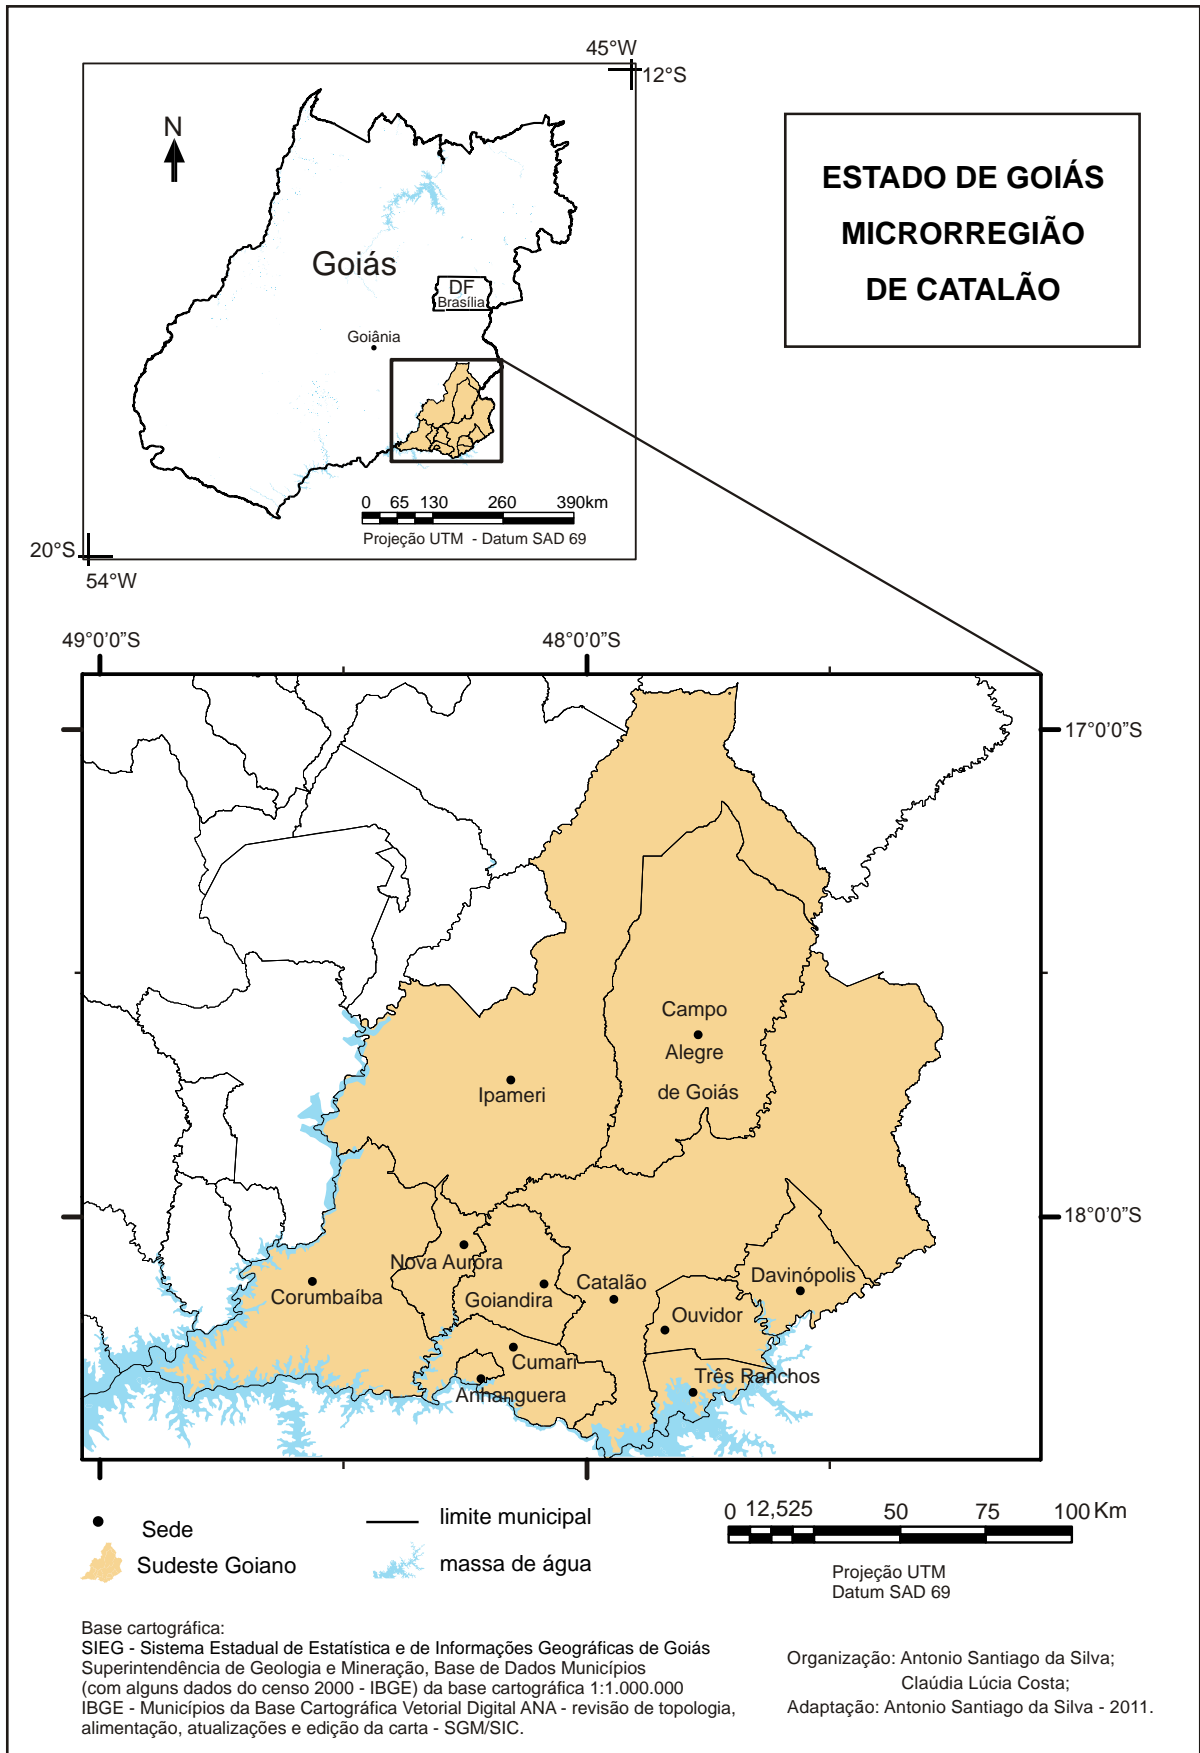 45°W
12°S
N
ESTADO DE GOIÁS
MICRORREGIÃO
DE CATALÃO
Goiás
DF
Brasília
Goiânia
0 65 130 260 390km
Projeção UTM - Datum SAD 69
20°S
54°W
49°0'0"S
48°0'0"S
17°0'0"S
Campo
Alegre
de Goiás
Ipameri
18°0'0"S
Nova Aurora
Corumbaíba
Goiandira
Catalão
Davinópolis
Ouvidor
Cumari
Anhanguera
Três Ranchos
Sede
limite municipal
Sudeste Goiano
massa de água
0 12,525 50 75 100 Km
Projeção UTM
Datum SAD 69
Base cartográfica:
SIEG - Sistema Estadual de Estatística e de Informações Geográficas de Goiás
Superintendência de Geologia e Mineração, Base de Dados Municípios
(com alguns dados do censo 2000 - IBGE) da base cartográfica 1:1.000.000
IBGE - Municípios da Base Cartográfica Vetorial Digital ANA - revisão de topologia,
alimentação, atualizações e edição da carta - SGM/SIC.
Organização: Antonio Santiago da Silva;
Claúdia Lúcia Costa;
Adaptação: Antonio Santiago da Silva - 2011.